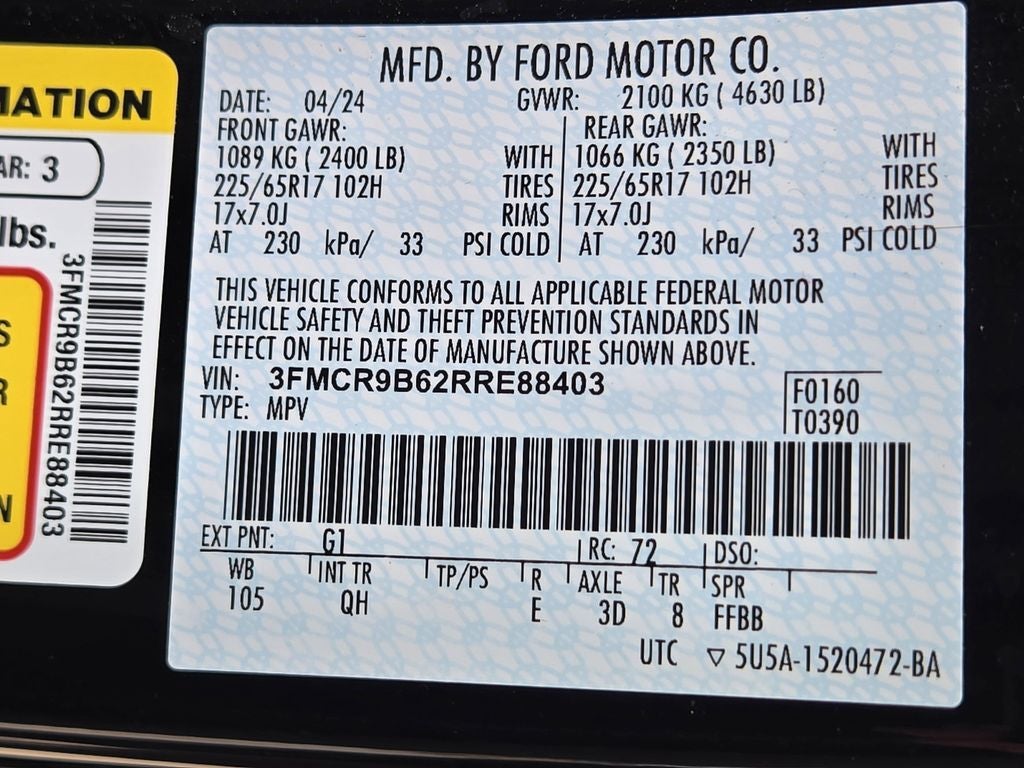 MATION
AR: 3
lbs.
S
R
N
3FMCR9B62RRE88403
MFD. BY FORD MOTOR CO.
DATE: 04/24 GVWR: 2100 KG ( 4630 LB)
FRONT GAWR: REAR GAWR:
1089 KG ( 2400 LB) WITH 1066 KG ( 2350 LB) WITH
225/65R17 102H TIRES 225/65R17 102H TIRES
17x7.0J RIMS 17x7.0J RIMS
AT 230 kPa/ 33 PSI COLD AT 230 kPa/ 33 PSI COLD
THIS VEHICLE CONFORMS TO ALL APPLICABLE FEDERAL MOTOR
VEHICLE SAFETY AND THEFT PREVENTION STANDARDS IN
EFFECT ON THE DATE OF MANUFACTURE SHOWN ABOVE.
VIN: 3FMCR9B62RRE88403 F0160
TYPE: MPV T0390
EXT PNT: G1 RC: 72 DSO:
WB INT TR TP/PS R AXLE TR SPR
105 QH E 3D 8 FFBB
UTC ▽ 5U5A-1520472-BA